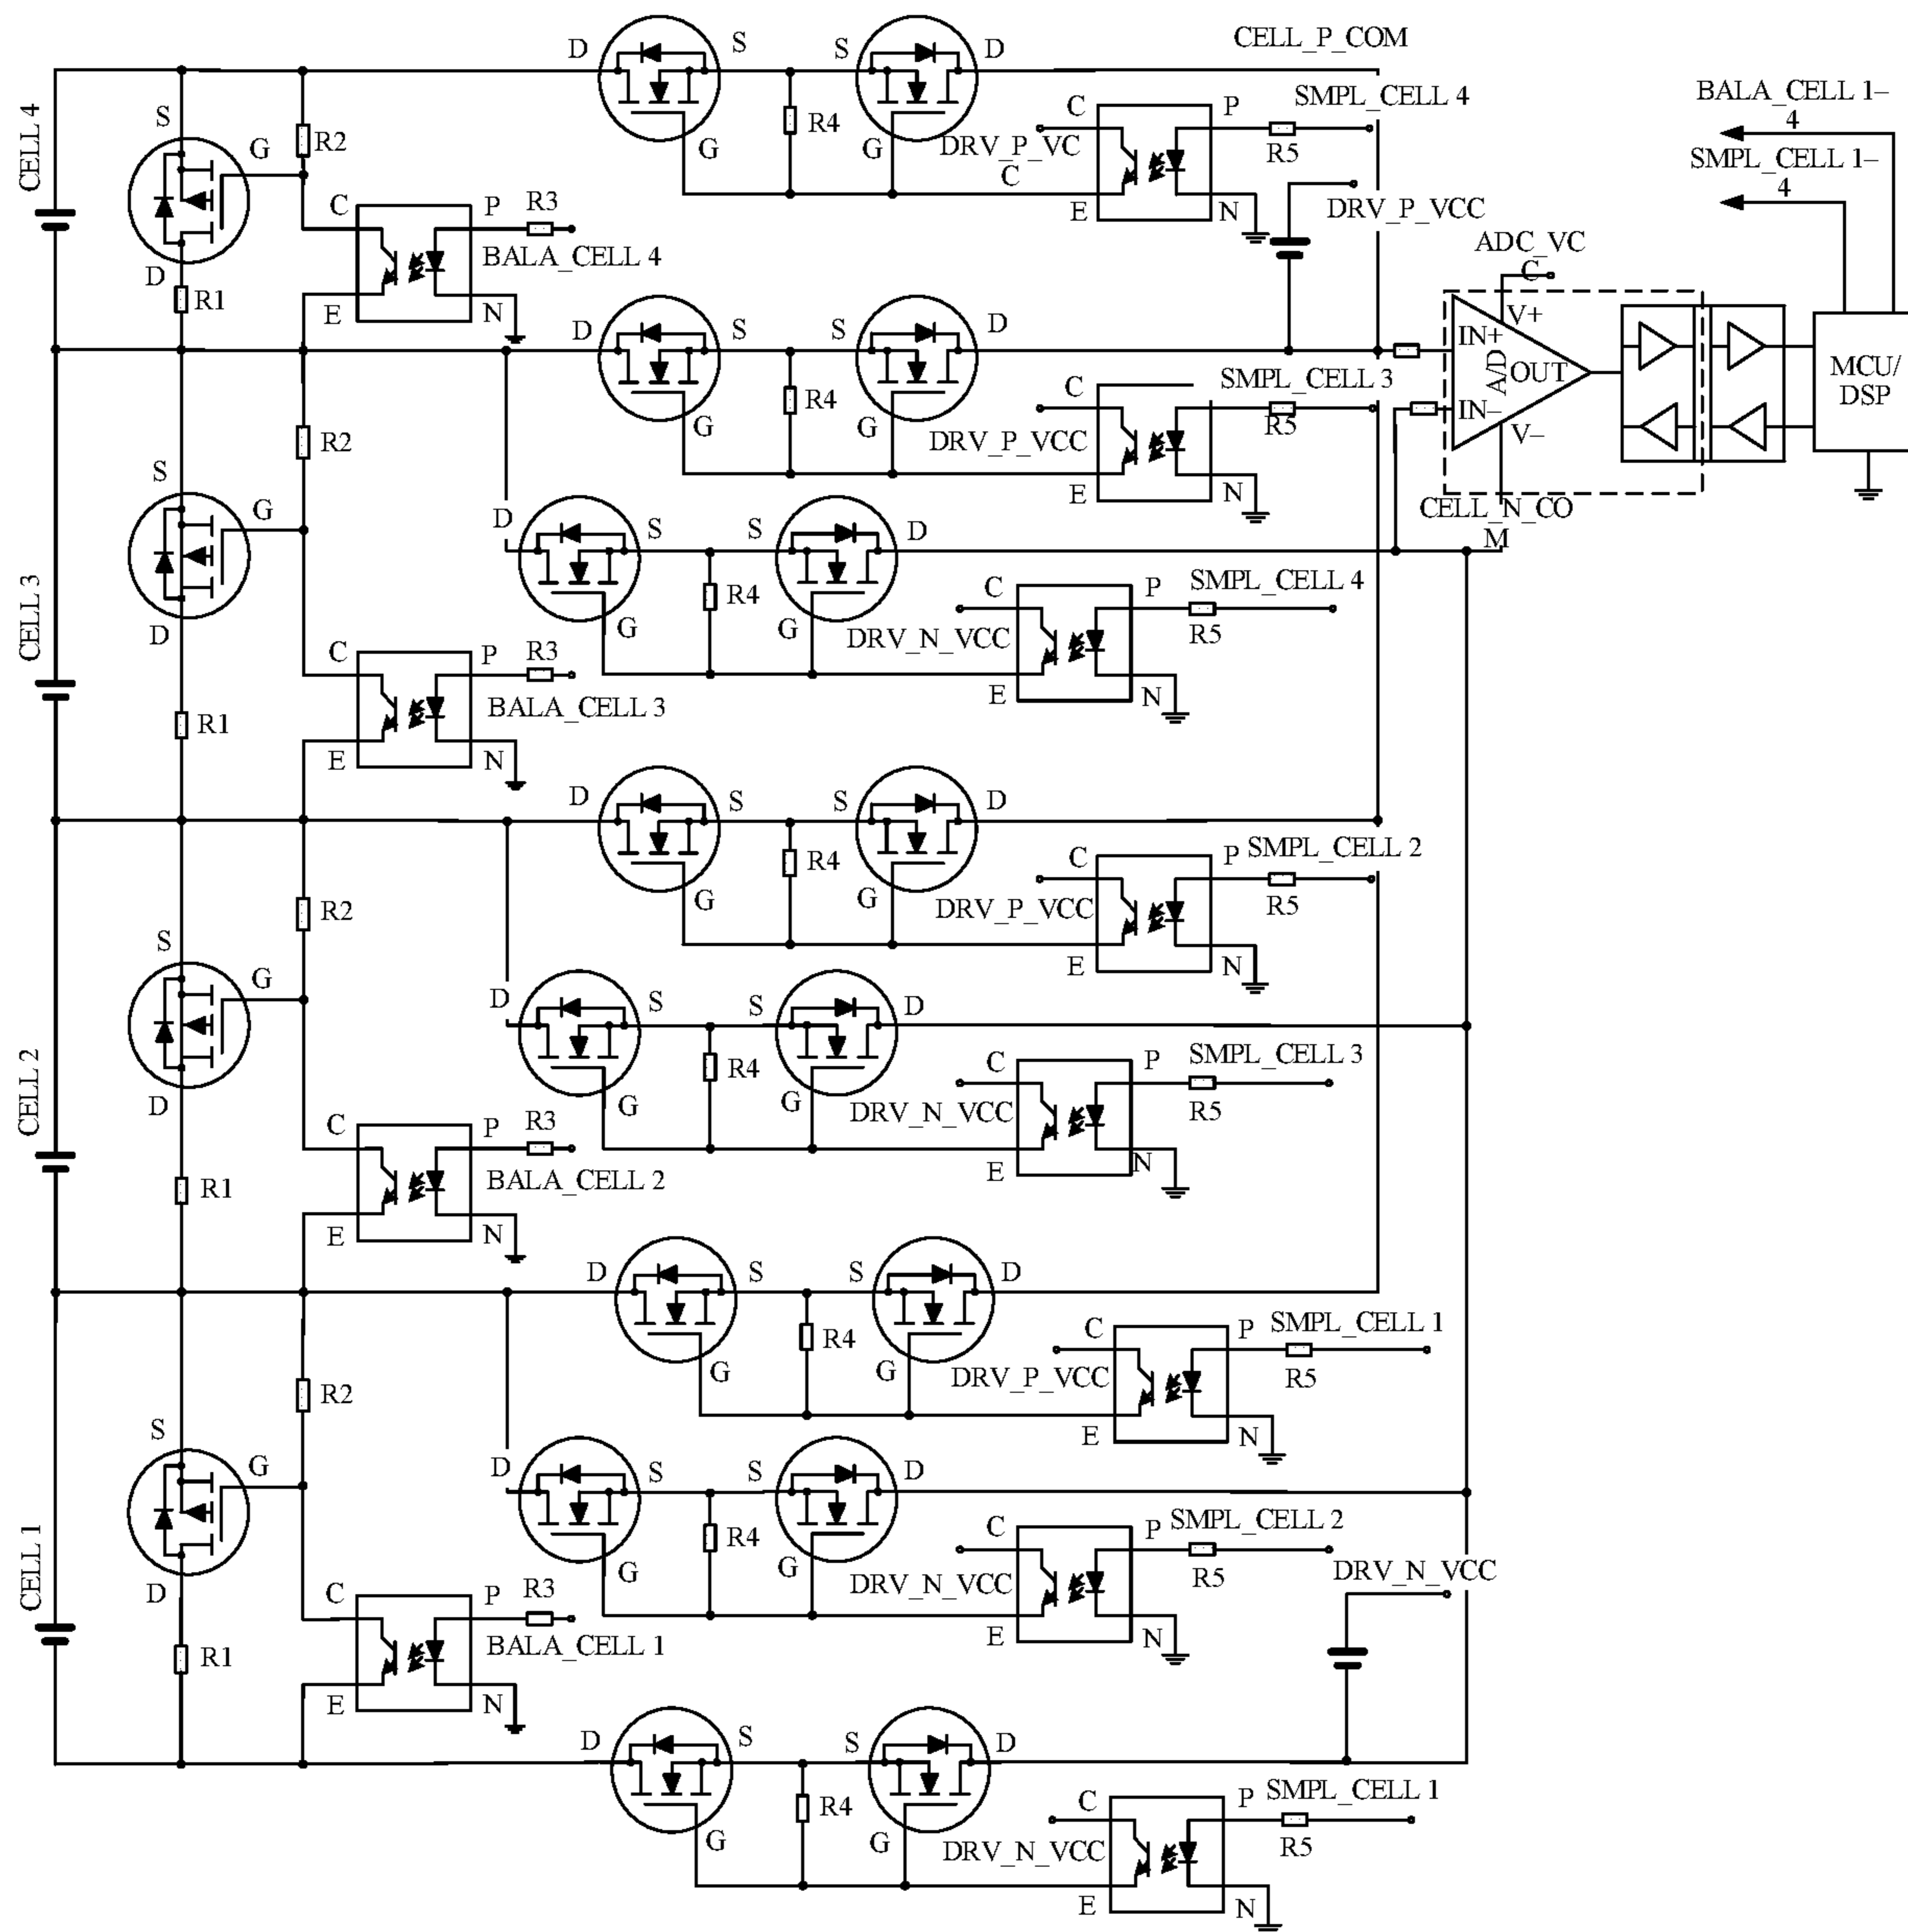 CELL_P_COM
D
S
S
D
CELL 4
S
G
R2
R4
G
G
C
P
SMPL_CELL 4
DRV_P_VC
C
R5
E
N
BALA_CELL 1–
4
SMPL_CELL 1–
4
DRV_P_VCC
C
P
R3
BALA_CELL 4
D
R1
E
N
ADC_VC
C
V+
IN+
A/D
OUT
IN–
V–
MCU/
DSP
CELL_N_CO
M
D
S
S
D
R4
G
G
C
P
SMPL_CELL 3
R5
DRV_P_VCC
E
N
R2
S
G
D
CELL 3
D
S
S
D
R4
G
G
C
P
SMPL_CELL 4
DRV_N_VCC
R5
E
N
C
P
R3
BALA_CELL 3
R1
E
N
D
S
S
D
R4
G
G
C
P
SMPL_CELL 2
DRV_P_VCC
R5
E
N
R2
S
G
D
CELL 2
D
S
S
D
R4
G
G
C
P
SMPL_CELL 3
DRV_N_VCC
R5
E
N
C
P
R3
BALA_CELL 2
R1
E
N
D
S
S
D
R4
G
G
C
P
SMPL_CELL 1
DRV_P_VCC
R5
E
N
R2
S
G
D
CELL 1
D
S
S
D
R4
G
G
C
P
SMPL_CELL 2
DRV_N_VCC
R5
E
N
DRV_N_VCC
C
P
R3
BALA_CELL 1
R1
E
N
D
S
S
D
R4
G
G
C
P
SMPL_CELL 1
DRV_N_VCC
R5
E
N